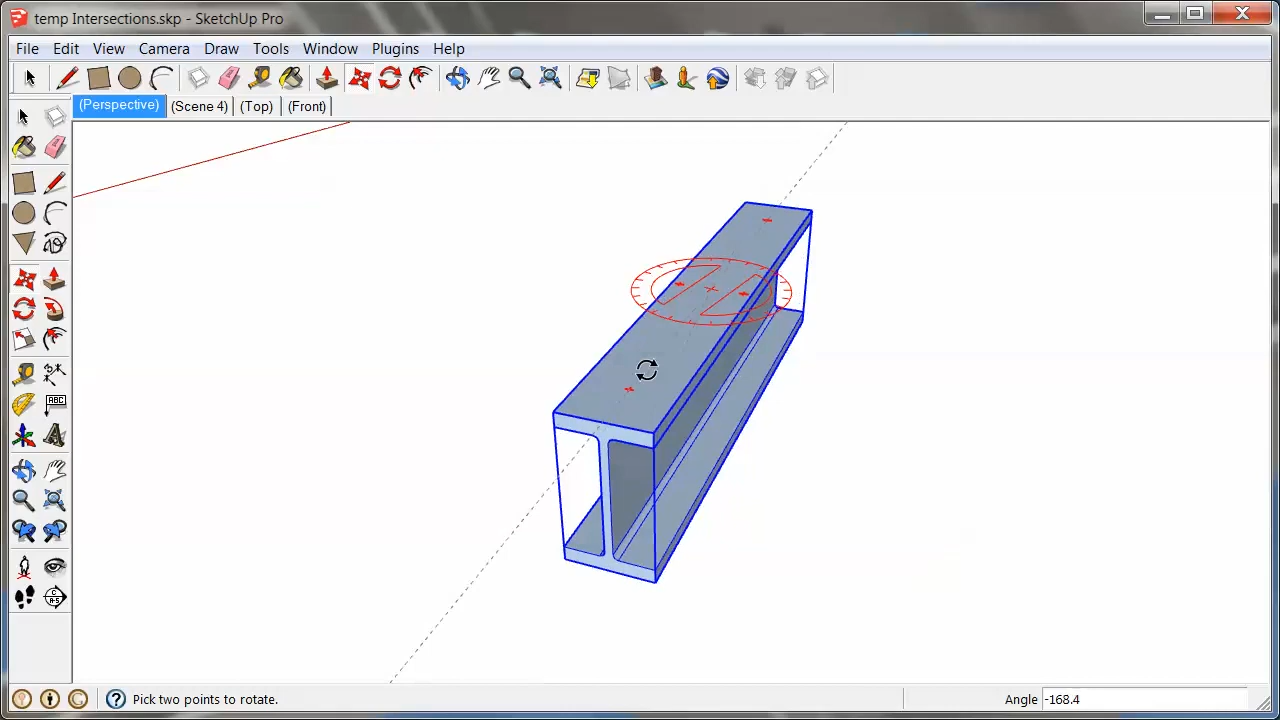 temp Intersections.skp - SketchUp Pro
File Edit View Camera Draw Tools Window Plugins Help
(Perspective) (Scene 4) (Top) (Front)
ABC
A
Pick two points to rotate. Angle -168.4